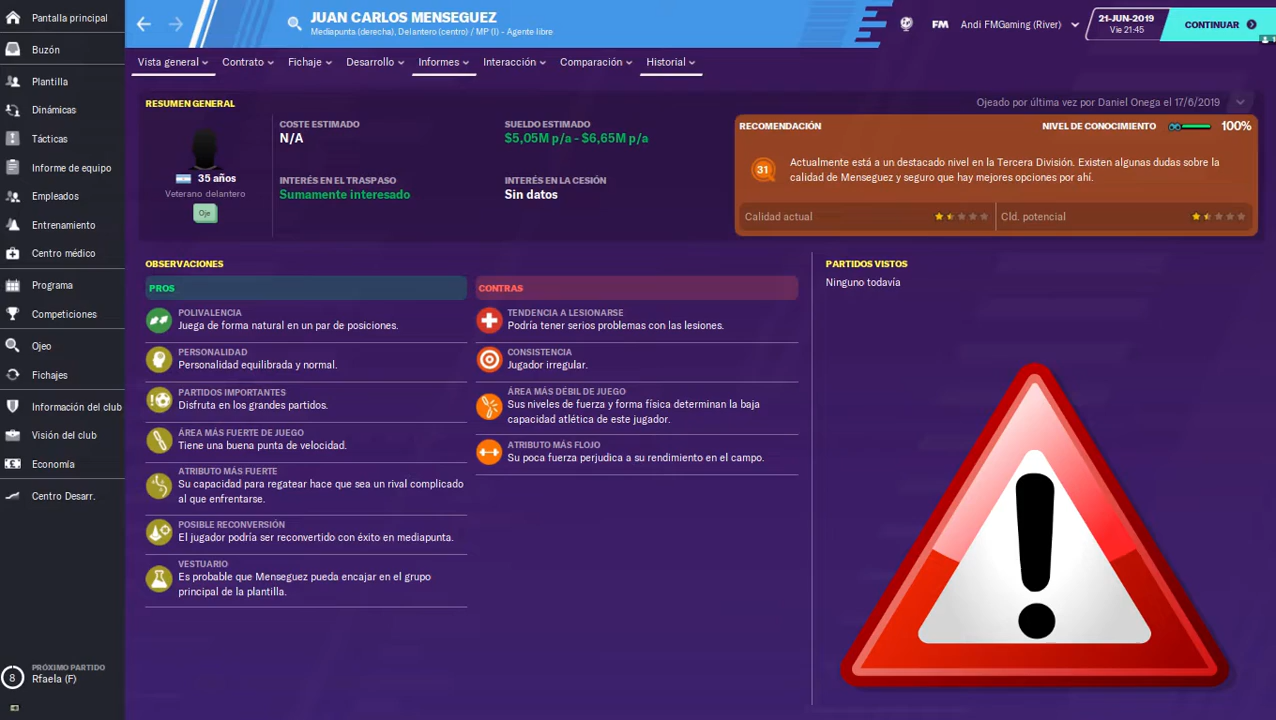 JUAN CARLOS MENSEGUEZ
Mediapunta (derecha), Delantero (centro) / MP (I) - Agente libre
FM
Andi FMGaming (River)
21-JUN-2019
Vie 21:45
CONTINUAR
1
Pantalla principal
Buzón
Plantilla
Dinámicas
Tácticas
Informe de equipo
Empleados
Entrenamiento
Centro médico
Programa
Competiciones
Ojeo
Fichajes
Información del club
Visión del club
Economía
Centro Desarr.
8
PRÓXIMO PARTIDO
Rfaela (F)
Vista general
Contrato
Fichaje
Desarrollo
Informes
Interacción
Comparación
Historial
RESUMEN GENERAL
Ojeado por última vez por Daniel Onega el 17/6/2019
35 años
Veterano delantero
Oje
COSTE ESTIMADO
N/A
SUELDO ESTIMADO
$5,05M p/a - $6,65M p/a
INTERÉS EN EL TRASPASO
Sumamente interesado
INTERÉS EN LA CESIÓN
Sin datos
RECOMENDACIÓN
NIVEL DE CONOCIMIENTO
100%
31
Actualmente está a un destacado nivel en la Tercera División. Existen algunas dudas sobre la
calidad de Menseguez y seguro que hay mejores opciones por ahí.
Calidad actual
Cld. potencial
OBSERVACIONES
PROS
POLIVALENCIA
Juega de forma natural en un par de posiciones.
PERSONALIDAD
Personalidad equilibrada y normal.
PARTIDOS IMPORTANTES
Disfruta en los grandes partidos.
ÁREA MÁS FUERTE DE JUEGO
Tiene una buena punta de velocidad.
ATRIBUTO MÁS FUERTE
Su capacidad para regatear hace que sea un rival complicado
al que enfrentarse.
POSIBLE RECONVERSIÓN
El jugador podría ser reconvertido con éxito en mediapunta.
VESTUARIO
Es probable que Menseguez pueda encajar en el grupo
principal de la plantilla.
CONTRAS
TENDENCIA A LESIONARSE
Podría tener serios problemas con las lesiones.
CONSISTENCIA
Jugador irregular.
ÁREA MÁS DÉBIL DE JUEGO
Sus niveles de fuerza y forma física determinan la baja
capacidad atlética de este jugador.
ATRIBUTO MÁS FLOJO
Su poca fuerza perjudica a su rendimiento en el campo.
PARTIDOS VISTOS
Ninguno todavía